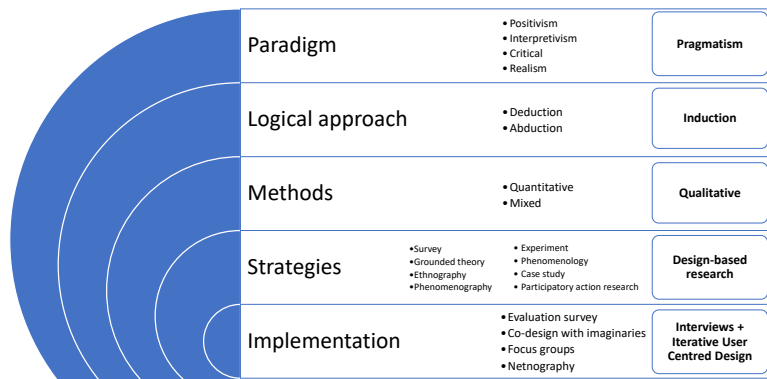 Paradigm
• Positivism
• Interpretivism
• Critical
• Realism
Pragmatism
Logical approach
• Deduction
• Abduction
Induction
Methods
• Quantitative
• Mixed
Qualitative
Strategies
•Survey
•Grounded theory
•Ethnography
•Phenomenography
• Experiment
• Phenomenology
• Case study
• Participatory action research
Design-based
research
Implementation
• Evaluation survey
• Co-design with imaginaries
• Focus groups
• Netnography
Interviews +
Iterative User
Centred Design